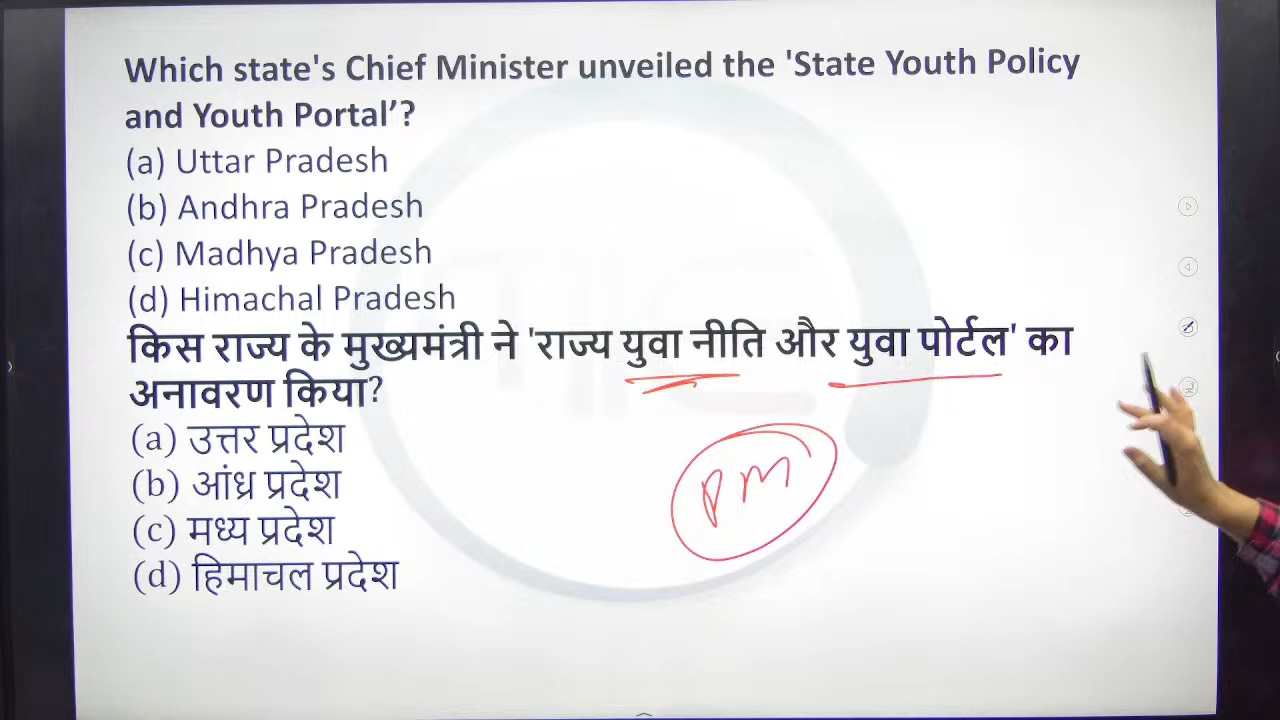 Which state's Chief Minister unveiled the 'State Youth Policy
and Youth Portal’?
(a) Uttar Pradesh
(b) Andhra Pradesh
(c) Madhya Pradesh
(d) Himachal Pradesh
किस राज्य के मुख्यमंत्री ने 'राज्य युवा नीति और युवा पोर्टल' का
अनावरण किया?
(a) उत्तर प्रदेश
(b) आंध्र प्रदेश
(c) मध्य प्रदेश
(d) हिमाचल प्रदेश
PM